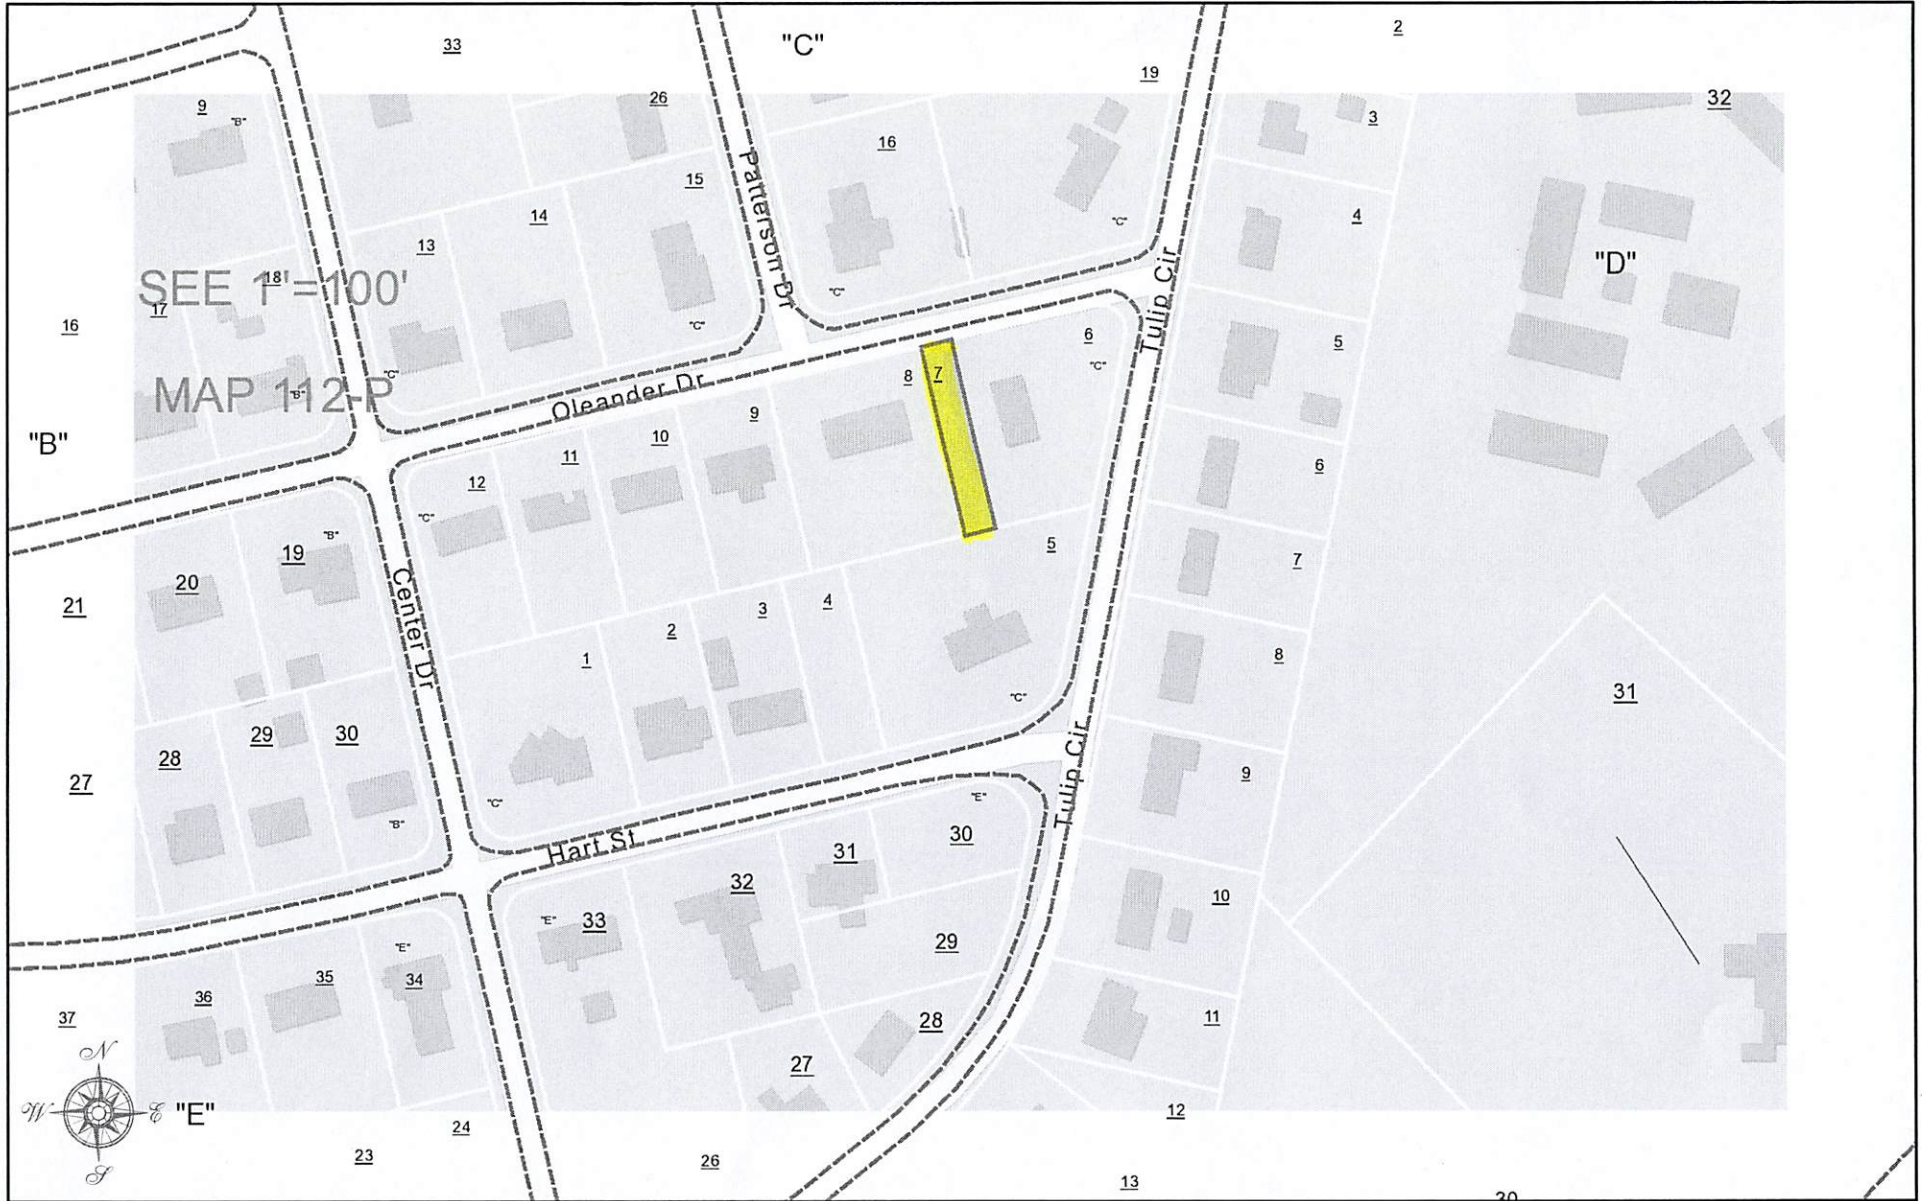 33
"C"
19
2
9
"B"
26
16
3
32
15
14
13
Patterson Dr
"C"
4
"D"
SEE 1"=100'
18
17
16
"C"
"C"
Tulip Cir
6
5
"C"
8
7
MAP 112-P
"B"
"C"
Oleander Dr
9
10
11
12
"C"
"B"
6
19
"B"
20
21
5
7
Center Dr
4
3
2
1
8
31
"C"
28
29
30
27
Tulip Cir
9
"C"
"B"
"E"
Hart St
30
31
32
33
"E"
10
29
"E"
34
35
36
37
28
11
27
N
W
E
S
"E"
12
24
23
26
13
30